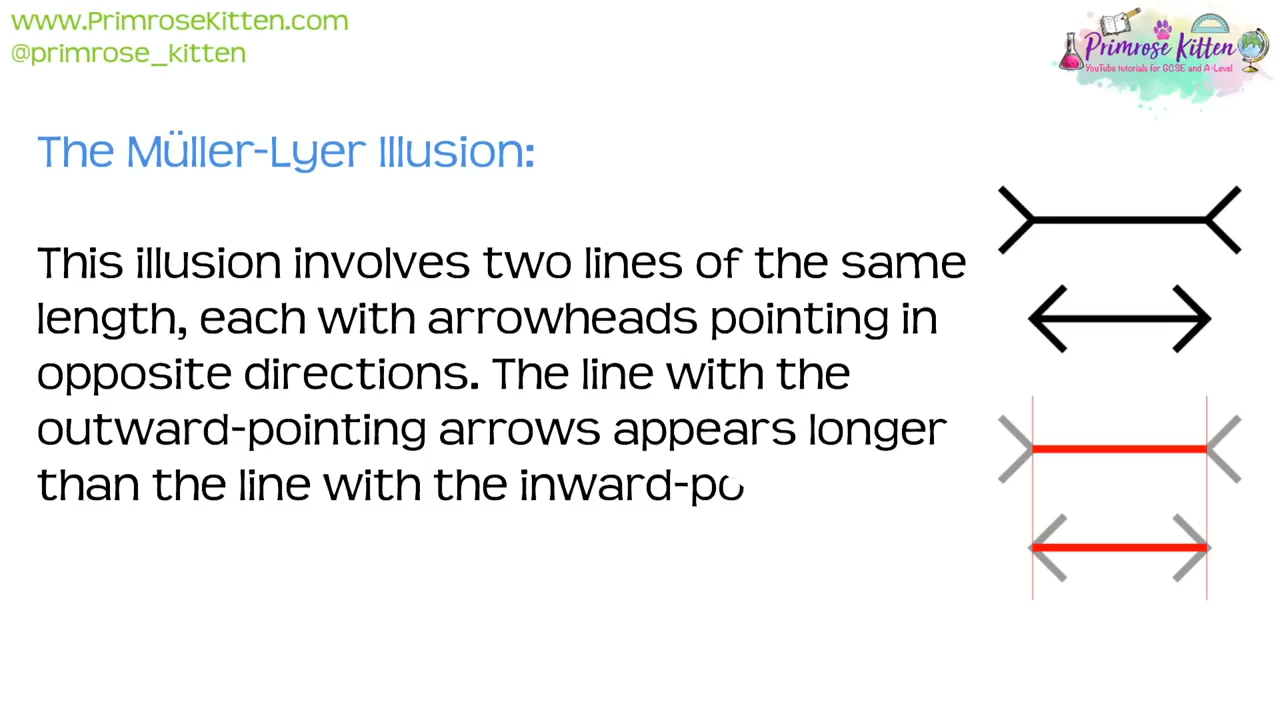 www.PrimroseKitten.com
@primrose_kitten
Primrose Kitten
YouTube tutorials for GCSE and A-Level
The Müller-Lyer Illusion:
This illusion involves two lines of the same
length, each with arrowheads pointing in
opposite directions. The line with the
outward-pointing arrows appears longer
than the line with the inward-po